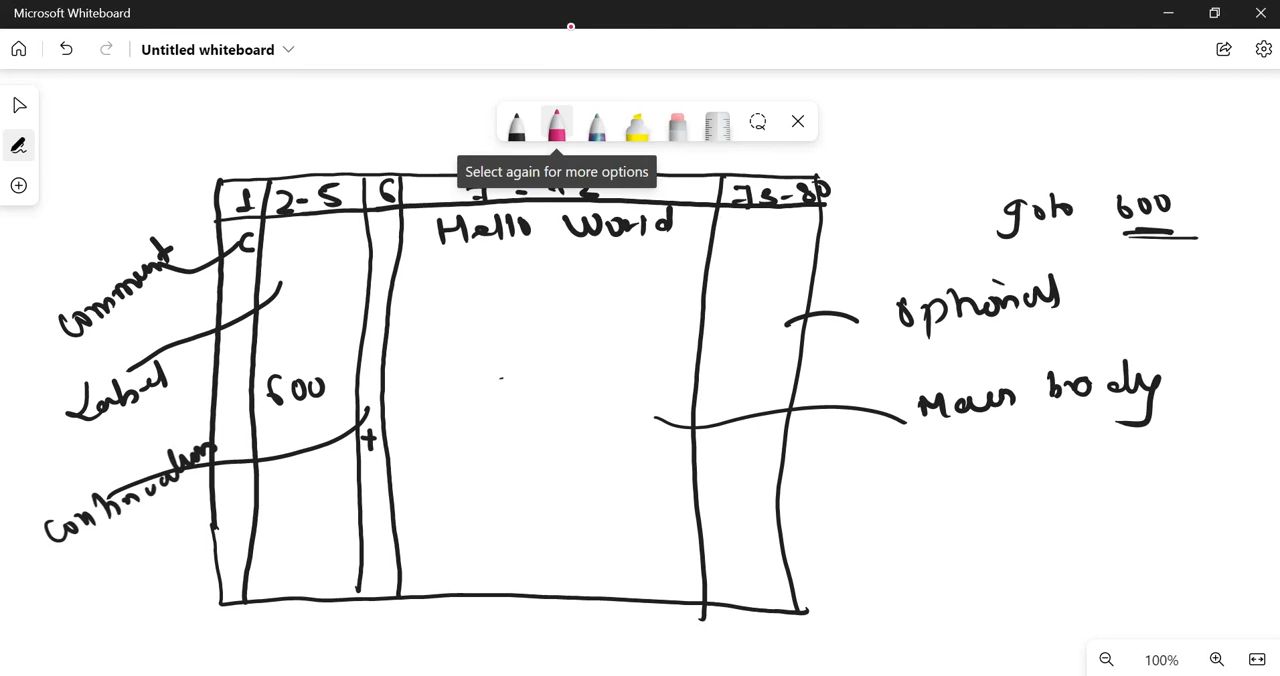 Microsoft Whiteboard
Untitled whiteboard
Select again for more options
1 2-5 6 73-80
Hello World
C
goto 600
comment
optional
Label
600
Main body
+
continuation
100%